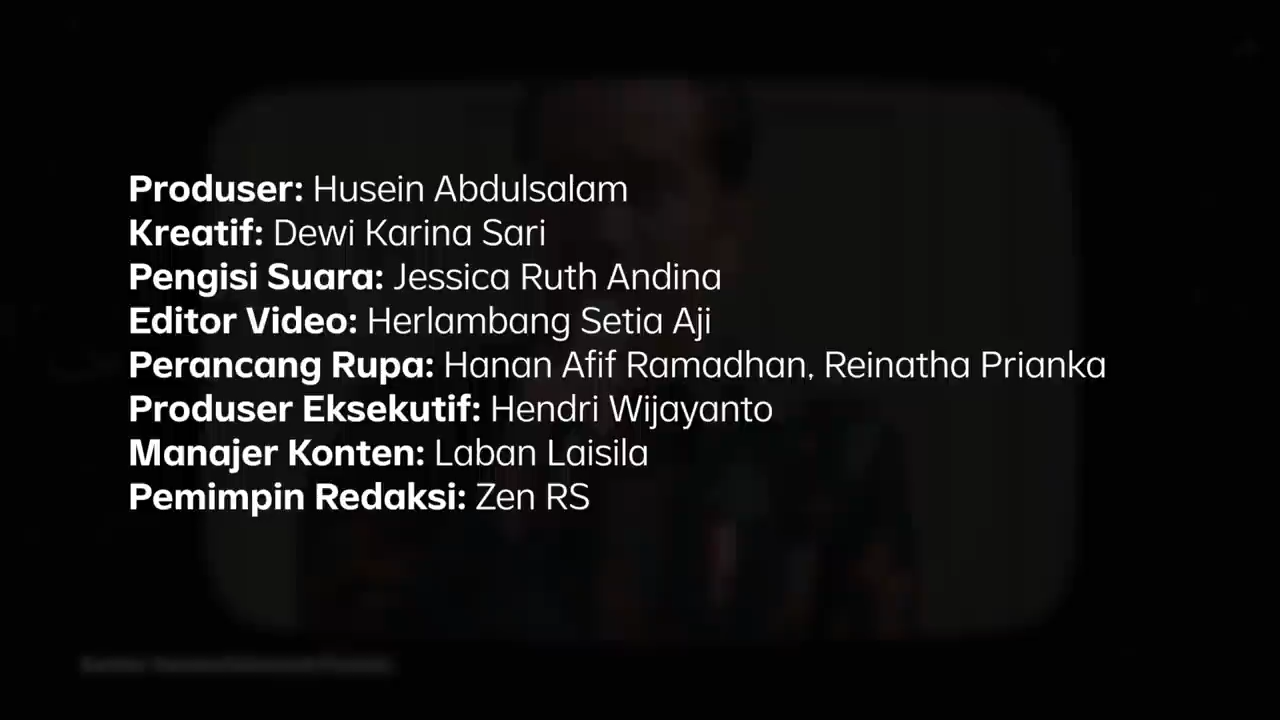 Produser: Husein Abdulsalam
Kreatif: Dewi Karina Sari
Pengisi Suara: Jessica Ruth Andina
Editor Video: Herlambang Setia Aji
Perancang Rupa: Hanan Afif Ramadhan, Reinatha Prianka
Produser Eksekutif: Hendri Wijayanto
Manajer Konten: Laban Laisila
Pemimpin Redaksi: Zen RS